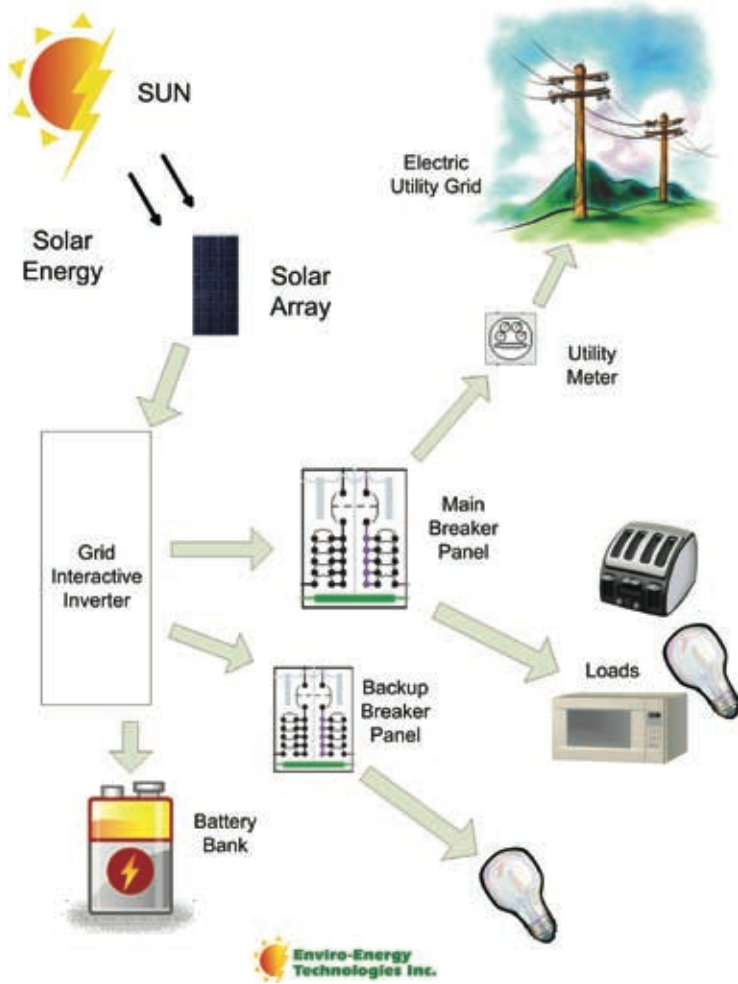 SUN
Electric
Utility Grid
Solar
Energy
Solar
Array
Utility
Meter
Main
Breaker
Panel
Grid
Interactive
Inverter
Loads
Backup
Breaker
Panel
Battery
Bank
Enviro-Energy
Technologies Inc.